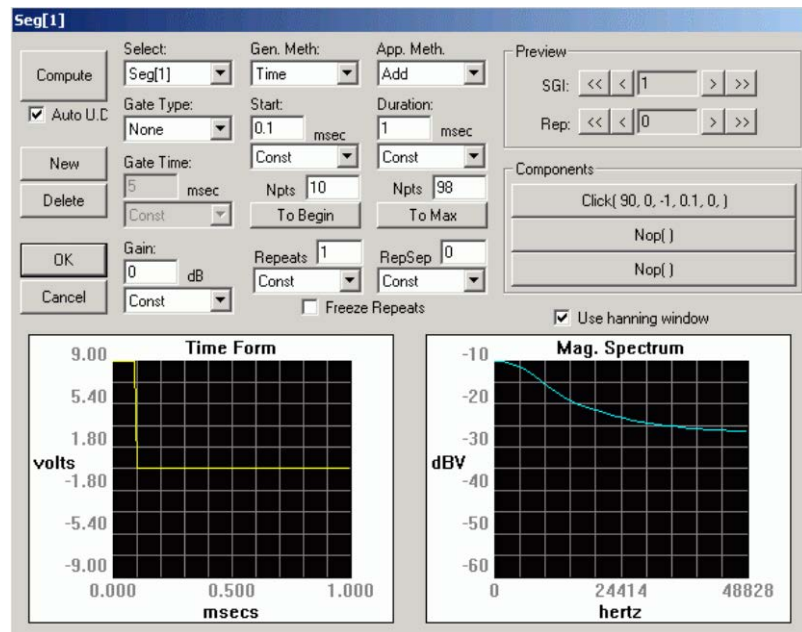 Seg[1]
Select: Gen. Meth: App. Meth. Preview
Compute Seg[1] Time Add SGI: << < 1 > >>
Auto U.D Gate Type: Start: Duration: Rep: << < 0 > >>
None 0.1 msec 1 msec
New Gate Time: Const Const Components
Delete 5 msec Npts 10 Npts 98 Click( 90, 0, -1, 0.1, 0, )
Const To Begin To Max Nop( )
OK Gain: Repeats 1 RepSep 0 Nop( )
0 dB Const Const
Cancel Const Freeze Repeats Use hanning window
Time Form
9.00
5.40
1.80
volts
-1.80
-5.40
-9.00
0.000 0.500 1.000
msecs
Mag. Spectrum
-10
-20
-30
dBV
-40
-50
-60
0 24414 48828
hertz